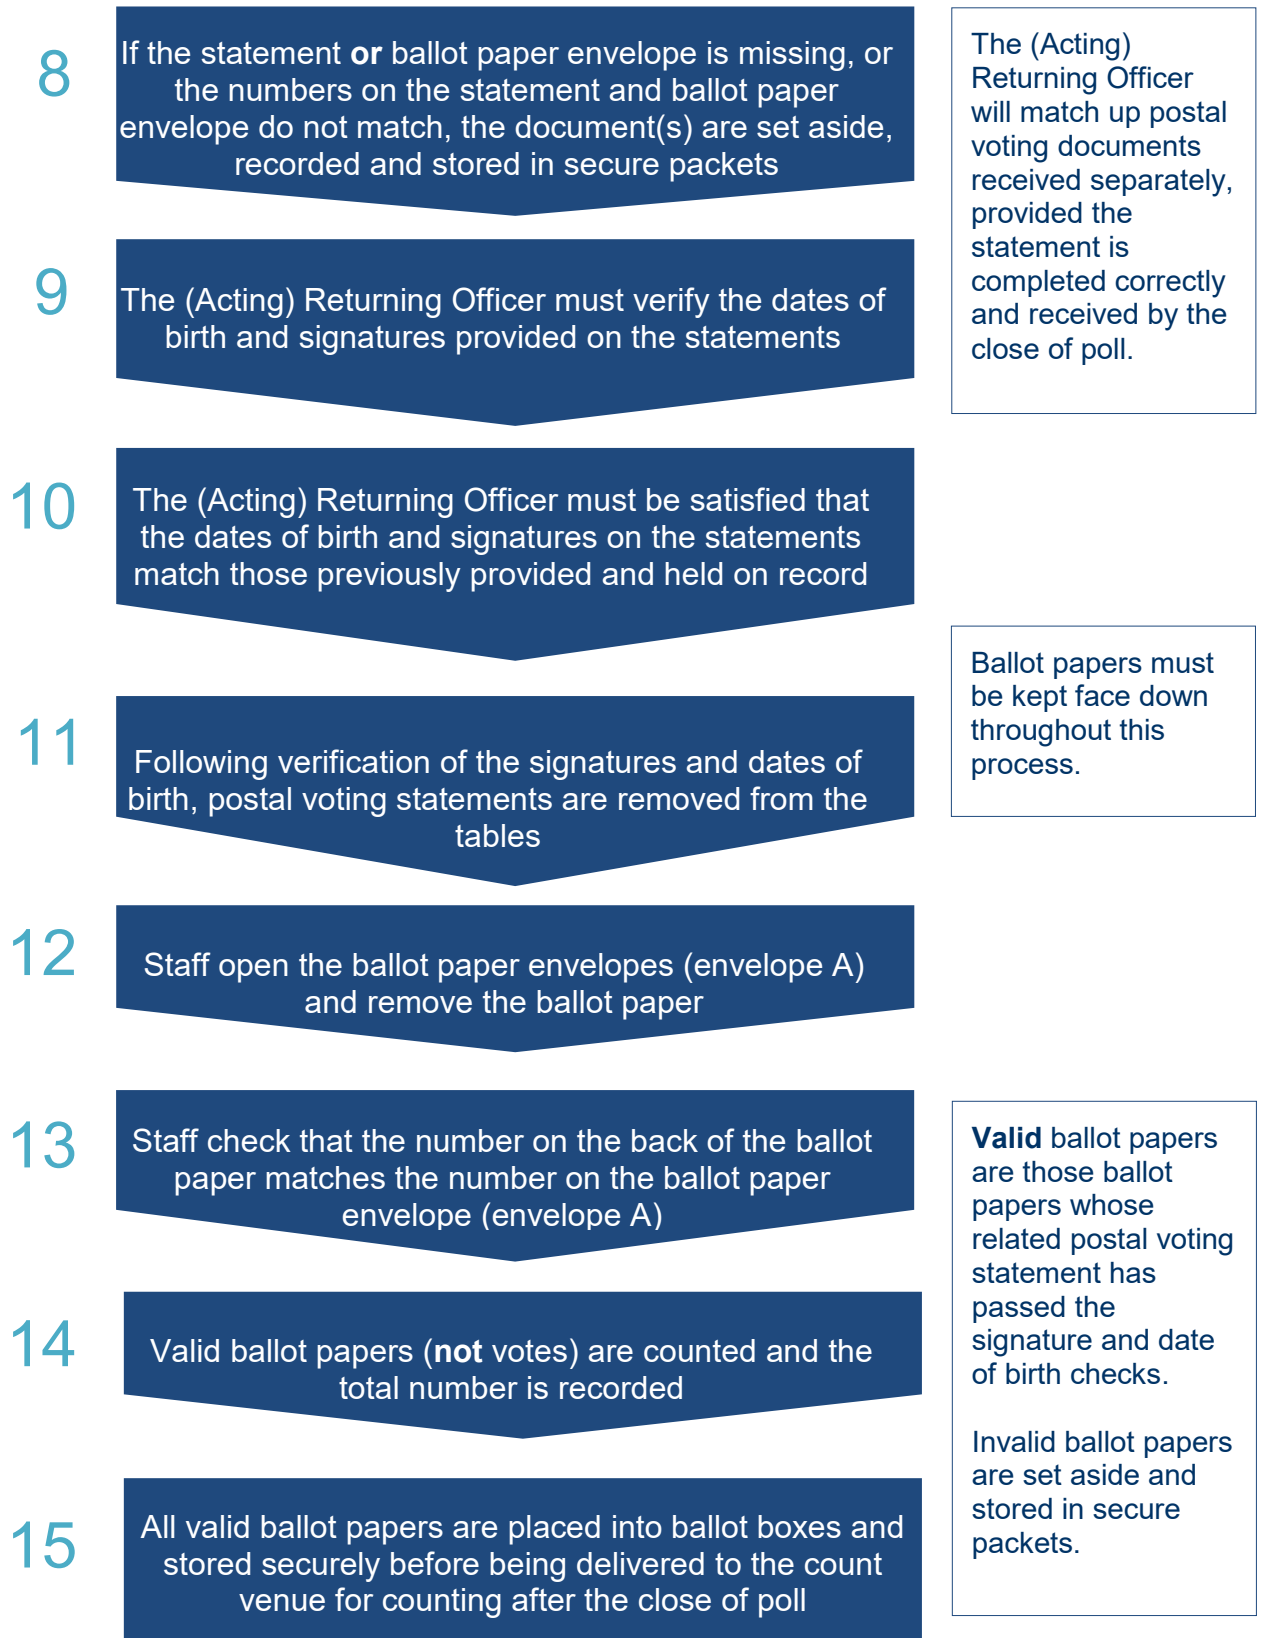 8
If the statement or ballot paper envelope is missing, or
the numbers on the statement and ballot paper
envelope do not match, the document(s) are set aside,
recorded and stored in secure packets
The (Acting)
Returning Officer
will match up postal
voting documents
received separately,
provided the
statement is
completed correctly
and received by the
close of poll.
9
The (Acting) Returning Officer must verify the dates of
birth and signatures provided on the statements
10
The (Acting) Returning Officer must be satisfied that
the dates of birth and signatures on the statements
match those previously provided and held on record
Ballot papers must
be kept face down
throughout this
process.
11
Following verification of the signatures and dates of
birth, postal voting statements are removed from the
tables
12
Staff open the ballot paper envelopes (envelope A)
and remove the ballot paper
13
Staff check that the number on the back of the ballot
paper matches the number on the ballot paper
envelope (envelope A)
Valid ballot papers
are those ballot
papers whose
related postal voting
statement has
passed the
signature and date
of birth checks.
Invalid ballot papers
are set aside and
stored in secure
packets.
14
Valid ballot papers (not votes) are counted and the
total number is recorded
15
All valid ballot papers are placed into ballot boxes and
stored securely before being delivered to the count
venue for counting after the close of poll